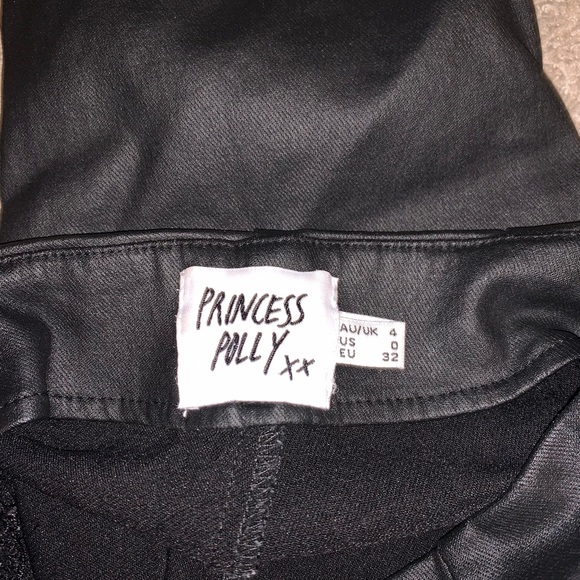 PRINCESS
POLLY xx
AU/UK 4
US 0
EU 32